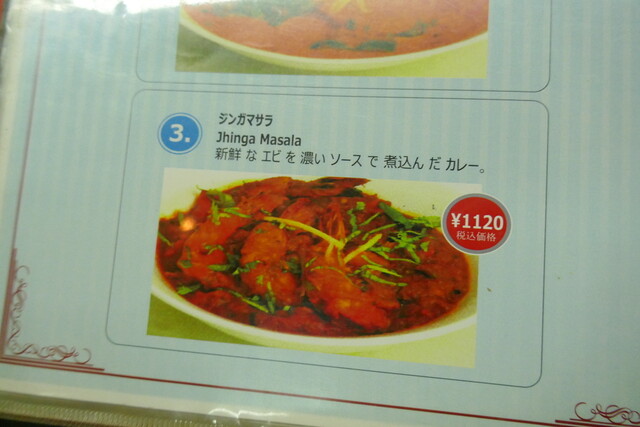 3.
ジンガマサラ
Jhinga Masala
新鮮 な エビ を 濃い ソース で 煮込ん だ カレー。
¥1120
税込価格